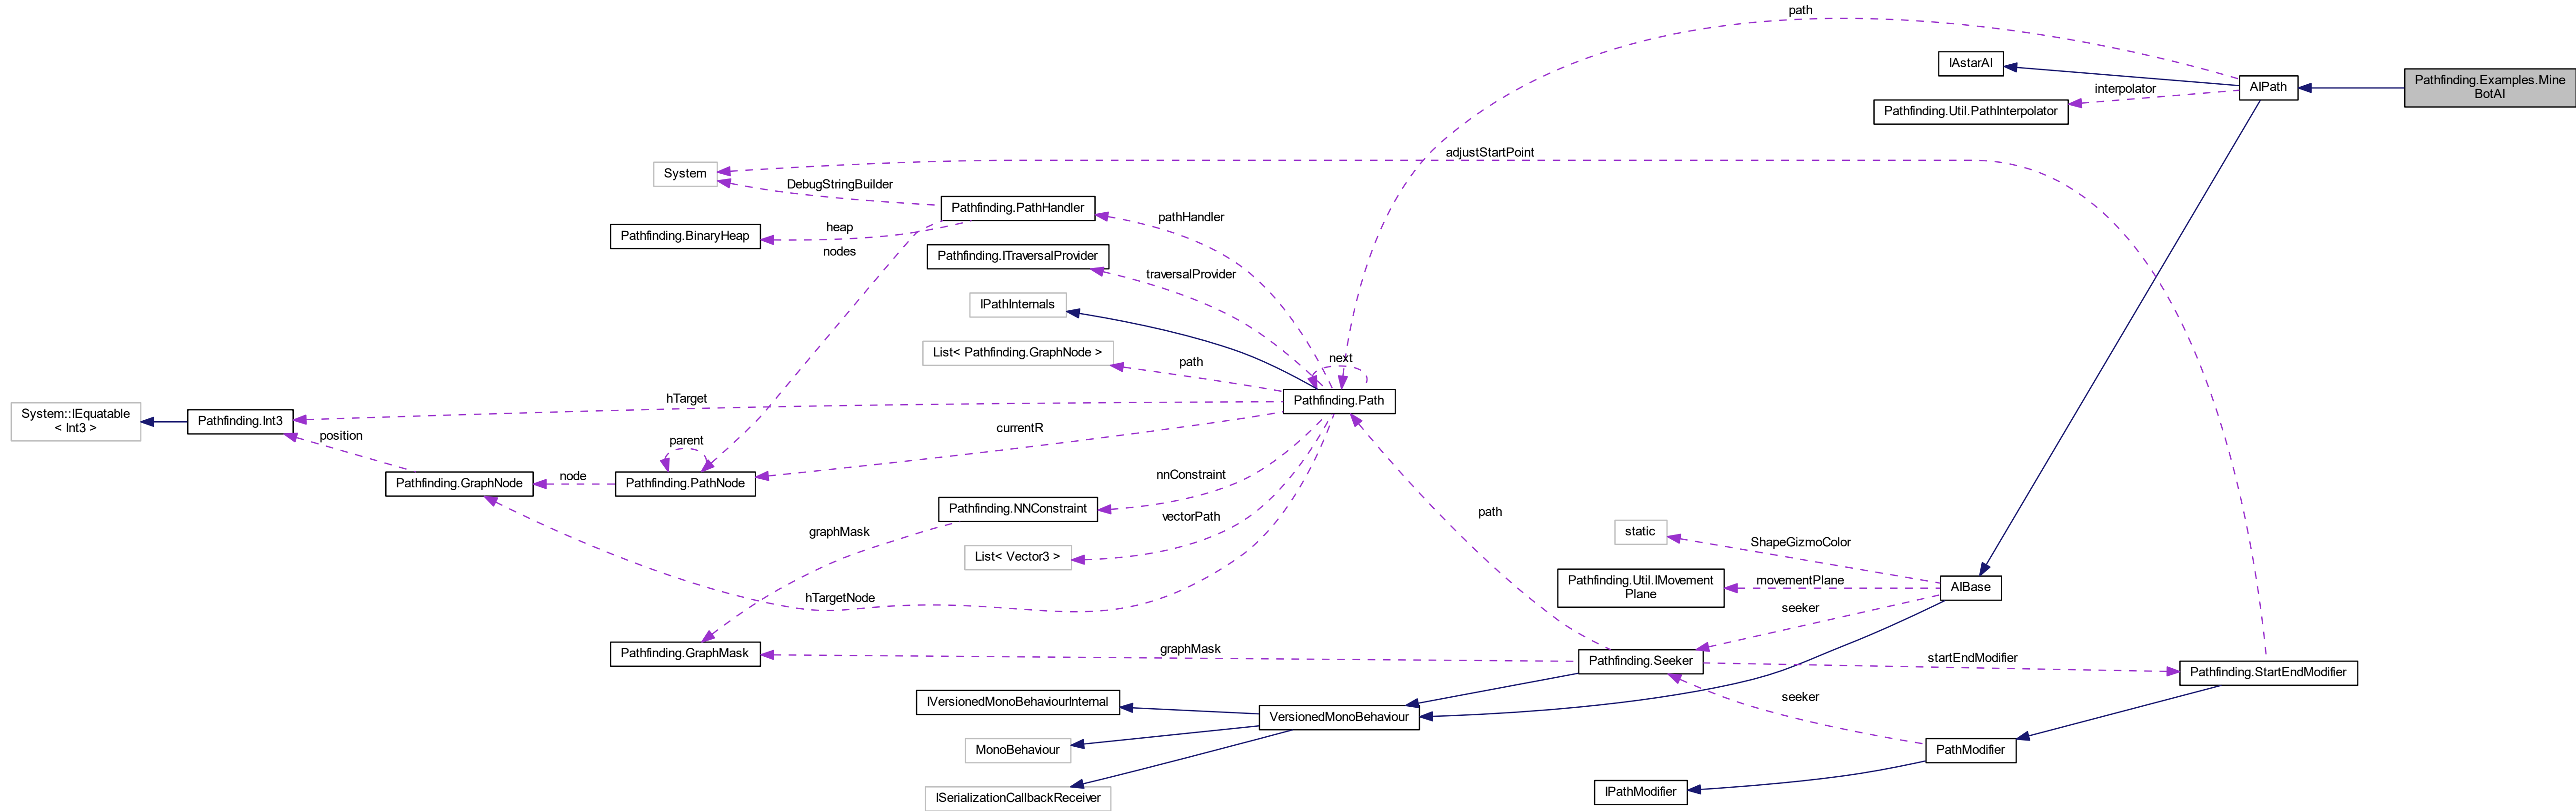 path
IAstarAI
Pathfinding.Examples.Mine
BotAI
AIPath
interpolator
Pathfinding.Util.PathInterpolator
adjustStartPoint
System
DebugStringBuilder
Pathfinding.PathHandler
pathHandler
heap
Pathfinding.BinaryHeap
nodes
Pathfinding.ITraversalProvider
traversalProvider
IPathInternals
List< Pathfinding.GraphNode >
path
next
hTarget
Pathfinding.Path
System::IEquatable
< Int3 >
Pathfinding.Int3
currentR
position
parent
node
Pathfinding.GraphNode
Pathfinding.PathNode
nnConstraint
Pathfinding.NNConstraint
vectorPath
path
graphMask
List< Vector3 >
static
ShapeGizmoColor
Pathfinding.Util.IMovement
Plane
movementPlane
AIBase
hTargetNode
seeker
Pathfinding.GraphMask
graphMask
Pathfinding.Seeker
startEndModifier
Pathfinding.StartEndModifier
seeker
IVersionedMonoBehaviourInternal
VersionedMonoBehaviour
MonoBehaviour
PathModifier
ISerializationCallbackReceiver
IPathModifier